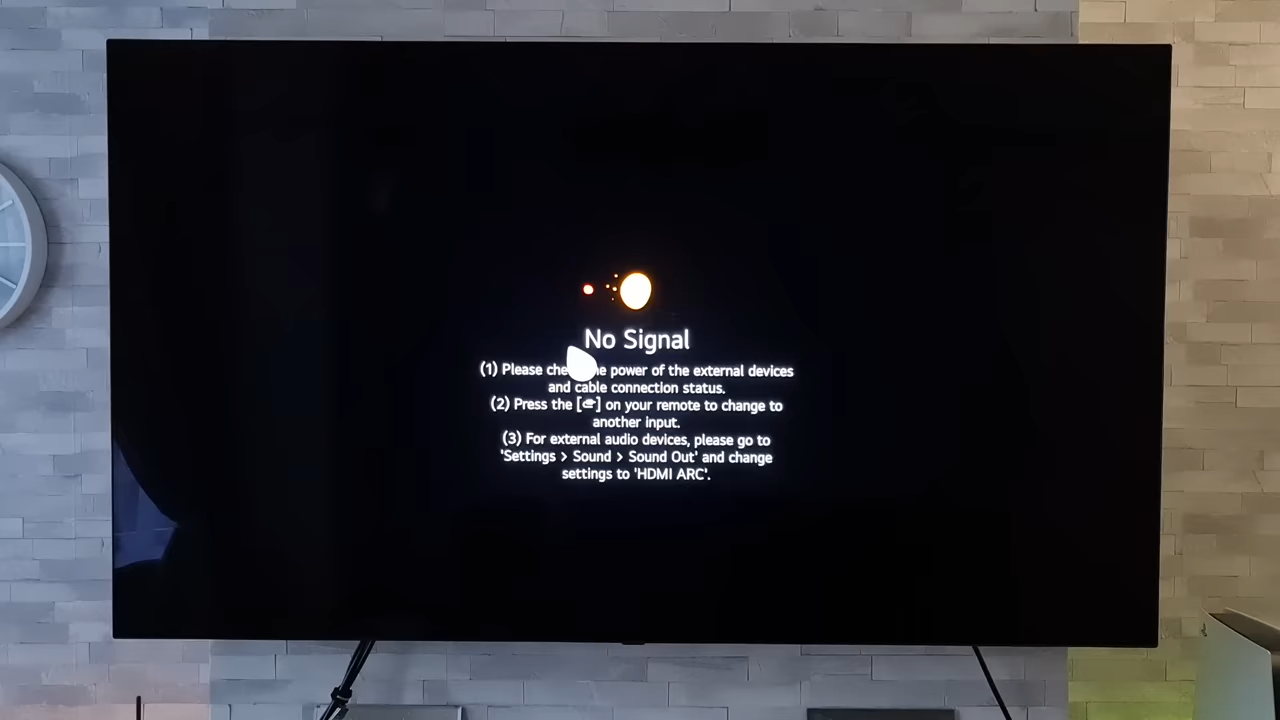 No Signal
(1) Please che e power of the external devices
and cable connection status.
(2) Press the [ ] on your remote to change to
another input.
(3) For external audio devices, please go to
'Settings > Sound > Sound Out' and change
settings to 'HDMI ARC'.